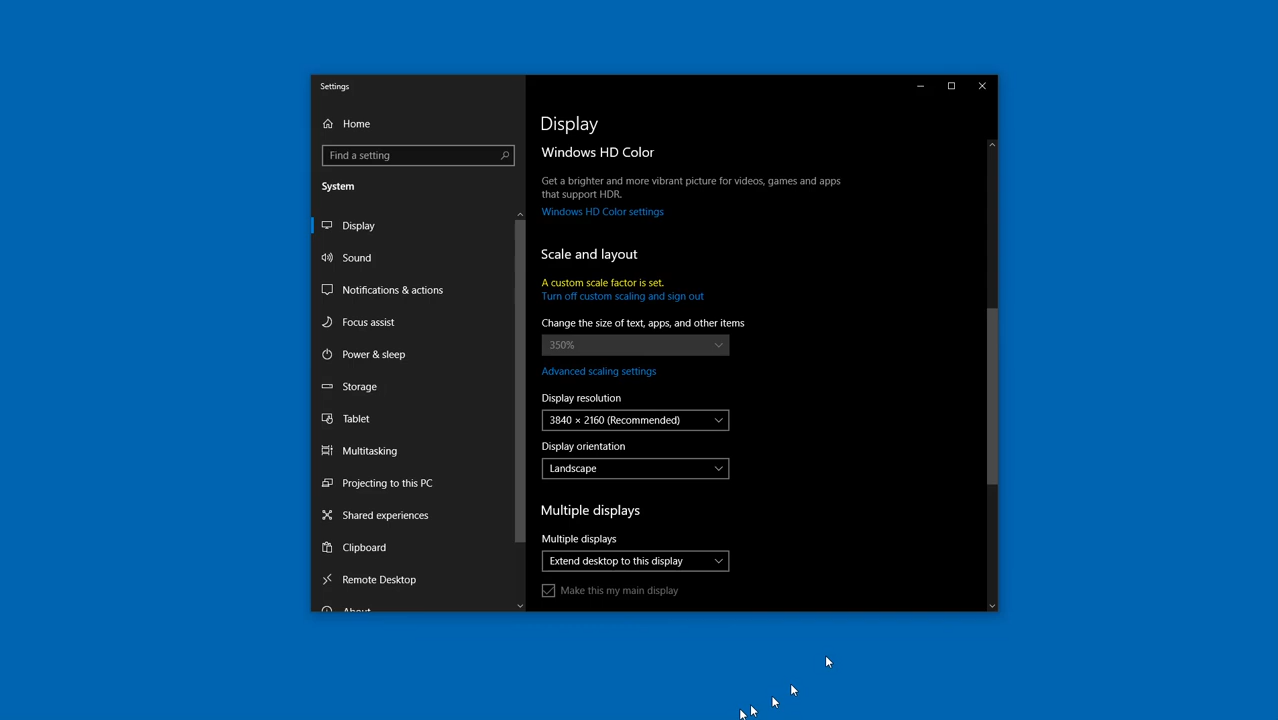 Settings
Home
Find a setting
System
Display
Sound
Notifications & actions
Focus assist
Power & sleep
Storage
Tablet
Multitasking
Projecting to this PC
Shared experiences
Clipboard
Remote Desktop
About
Display
Windows HD Color
Get a brighter and more vibrant picture for videos, games and apps
that support HDR.
Windows HD Color settings
Scale and layout
A custom scale factor is set.
Turn off custom scaling and sign out
Change the size of text, apps, and other items
350%
Advanced scaling settings
Display resolution
3840 × 2160 (Recommended)
Display orientation
Landscape
Multiple displays
Multiple displays
Extend desktop to this display
Make this my main display